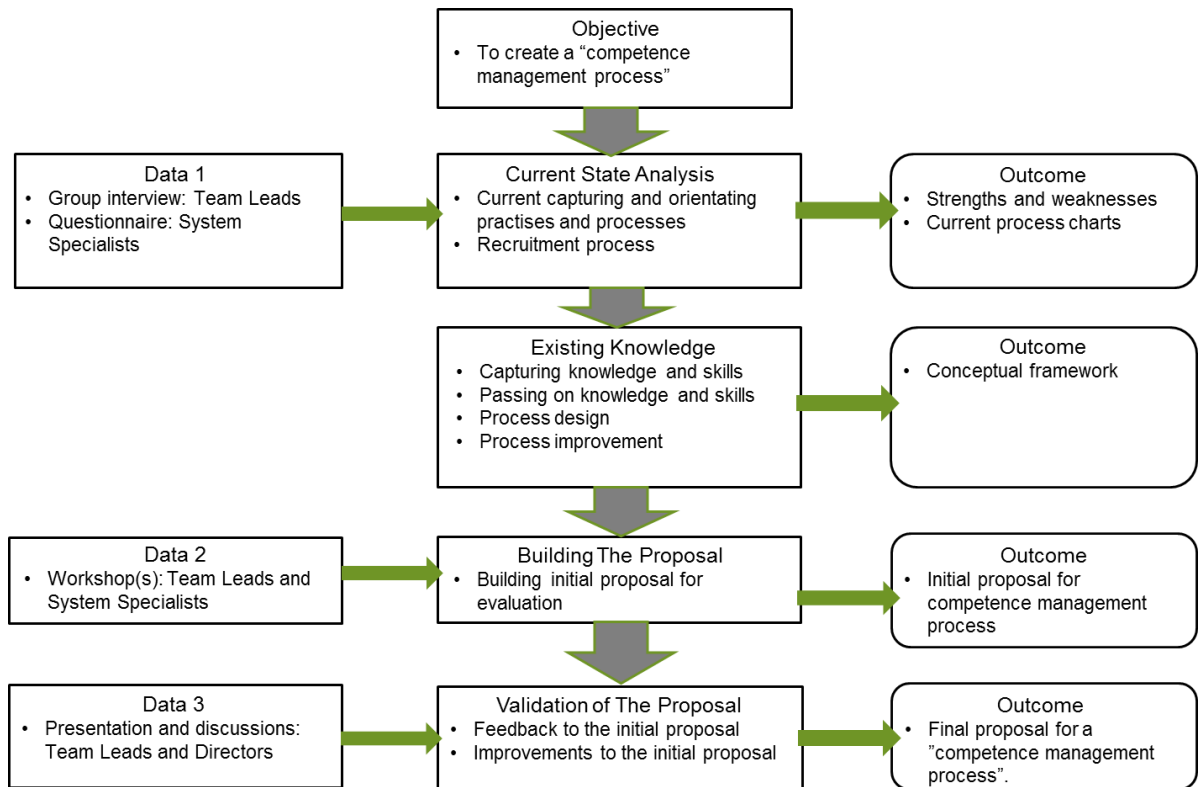 Objective
• To create a “competence
management process”
Data 1
• Group interview: Team Leads
• Questionnaire: System
Specialists
Current State Analysis
• Current capturing and orientating
practises and processes
• Recruitment process
Outcome
• Strengths and weaknesses
• Current process charts
Existing Knowledge
• Capturing knowledge and skills
• Passing on knowledge and skills
• Process design
• Process improvement
Outcome
• Conceptual framework
Data 2
• Workshop(s): Team Leads and
System Specialists
Building The Proposal
• Building initial proposal for
evaluation
Outcome
• Initial proposal for
competence management
process
Data 3
• Presentation and discussions:
Team Leads and Directors
Validation of The Proposal
• Feedback to the initial proposal
• Improvements to the initial proposal
Outcome
• Final proposal for a
”competence management
process”.